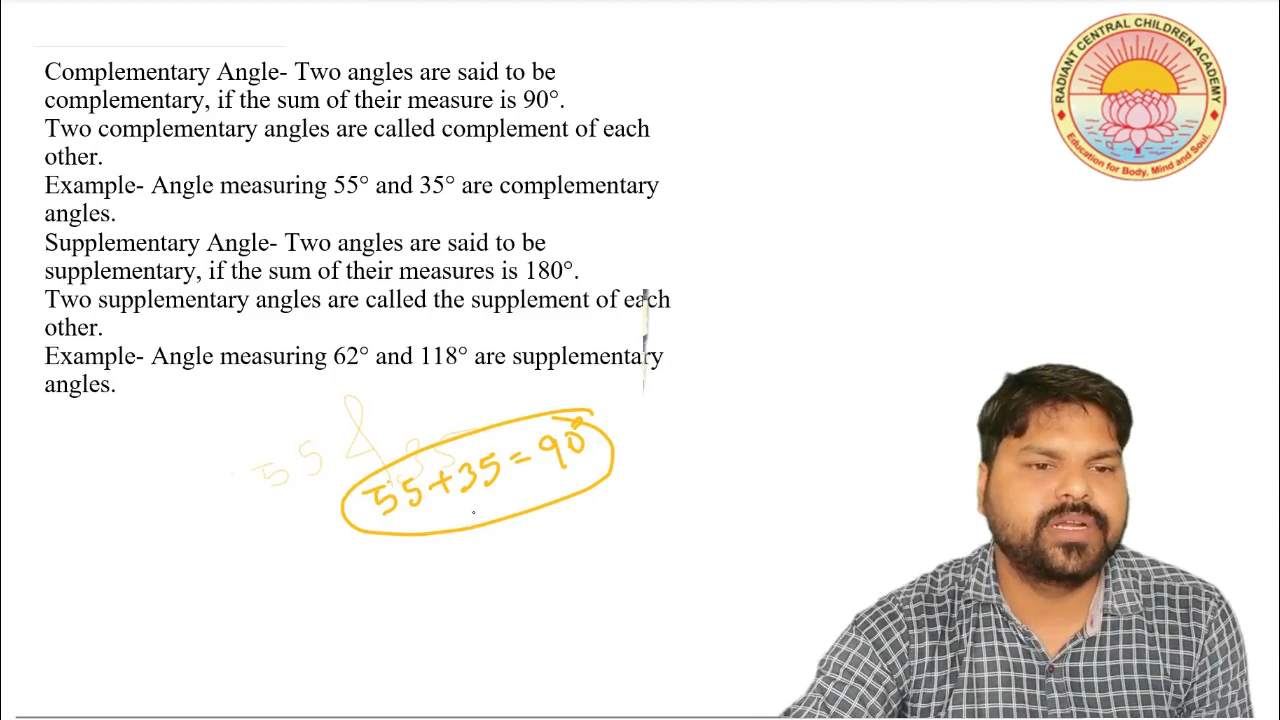 Complementary Angle- Two angles are said to be
complementary, if the sum of their measure is 90°.
Two complementary angles are called complement of each
other.
Example- Angle measuring 55° and 35° are complementary
angles.
Supplementary Angle- Two angles are said to be
supplementary, if the sum of their measures is 180°.
Two supplementary angles are called the supplement of each
other.
Example- Angle measuring 62° and 118° are supplementary
angles.
55 & 35
55+35=90°
RADIANT CENTRAL CHILDREN ACADEMY
Education for Body, Mind and Soul.